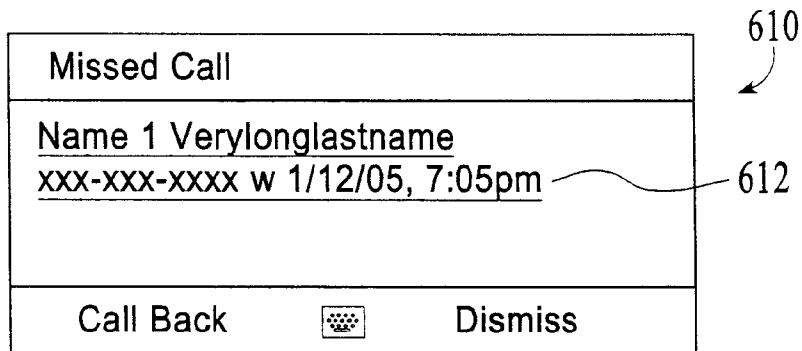 610
Missed Call
Name 1 Verylonglastname
xxx-xxx-xxxx w 1/12/05, 7:05pm
612
Call Back Dismiss